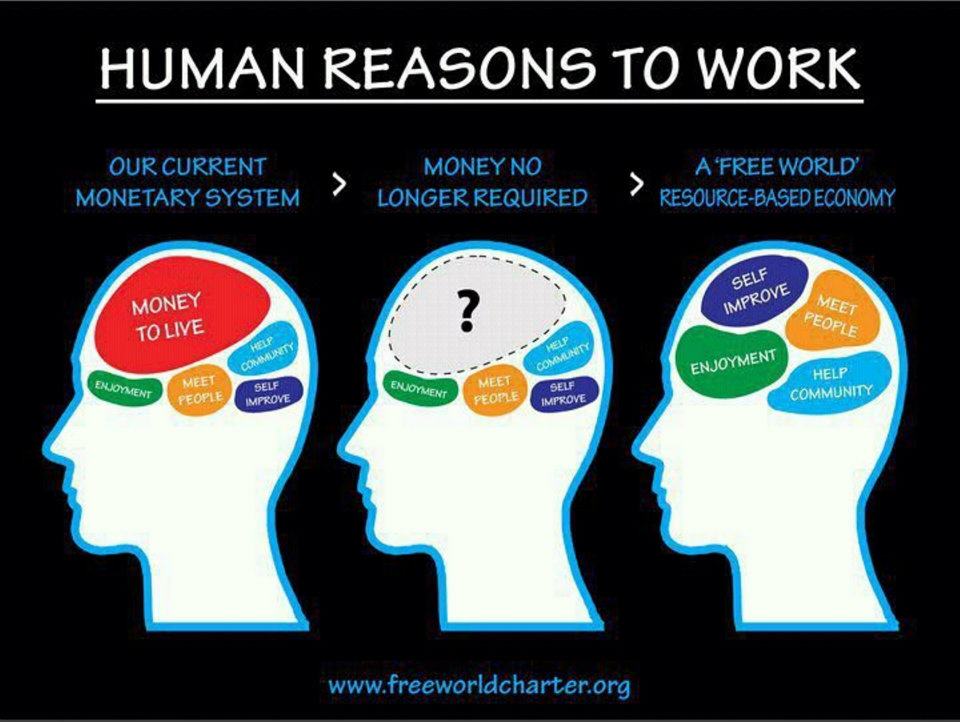 HUMAN REASONS TO WORK
OUR CURRENT
MONETARY SYSTEM
>
MONEY NO
LONGER REQUIRED
>
A 'FREE WORLD'
RESOURCE-BASED ECONOMY
MONEY
TO LIVE
HELP
COMMUNITY
ENJOYMENT
MEET
PEOPLE
SELF
IMPROVE
?
HELP
COMMUNITY
ENJOYMENT
MEET
PEOPLE
SELF
IMPROVE
SELF
IMPROVE
MEET
PEOPLE
ENJOYMENT
HELP
COMMUNITY
www.freeworldcharter.org